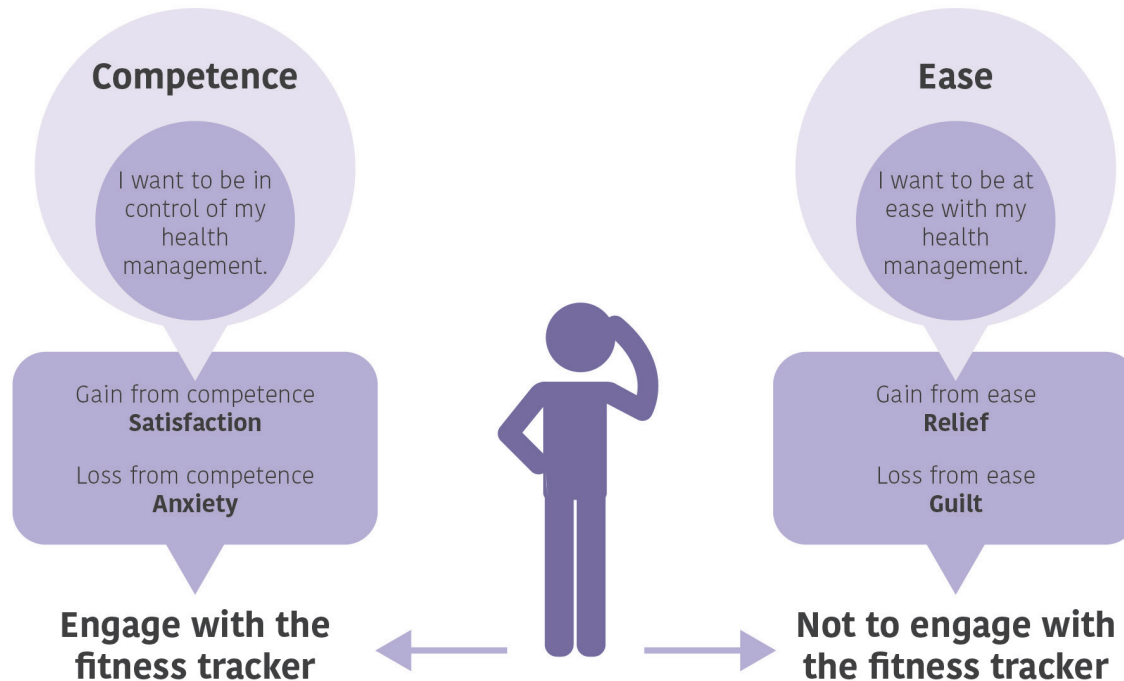 Competence
I want to be in
control of my
health
management.
Gain from competence
Satisfaction
Loss from competence
Anxiety
Engage with the
fitness tracker
Ease
I want to be at
ease with my
health
management.
Gain from ease
Relief
Loss from ease
Guilt
Not to engage with
the fitness tracker